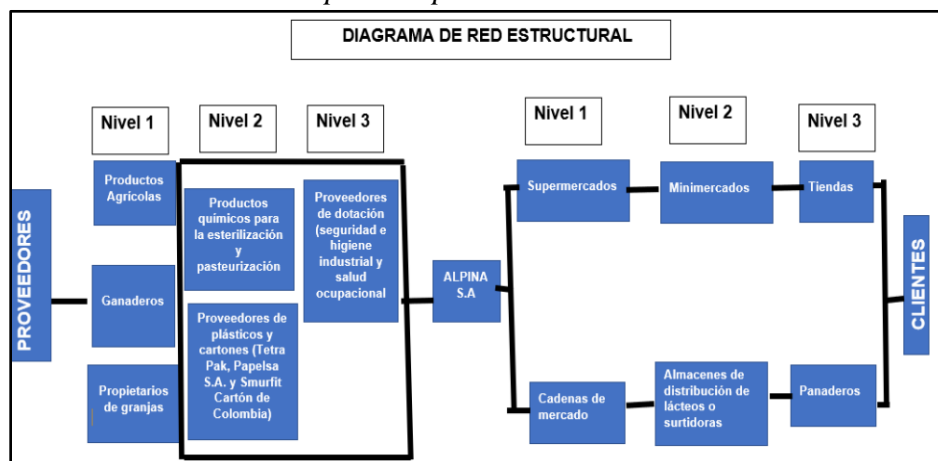 DIAGRAMA DE RED ESTRUCTURAL
Nivel 1
Nivel 2
Nivel 3
Nivel 1
Nivel 2
Nivel 3
PROVEEDORES
Productos
Agrícolas
Ganaderos
Propietarios
de granjas
Productos
químicos para
la esterilización
y
pasteurización
Proveedores de
plásticos y
cartones (Tetra
Pak, Papelsa
S.A. y Smurfit
Cartón de
Colombia)
Proveedores
de dotación
(seguridad e
higiene
industrial y
salud
ocupacional
ALPINA
S.A
Supermercados
Minimercados
Tiendas
Cadenas de
mercado
Almacenes de
distribución de
lácteos o
surtidoras
Panaderos
CLIENTES